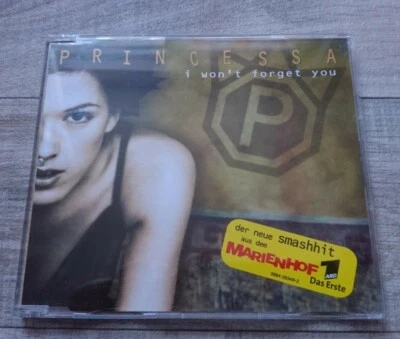 PRINCESSA
i won't forget you
P
der neue smashhit
aus dem
MARIENHOF
1
ARD
Das Erste